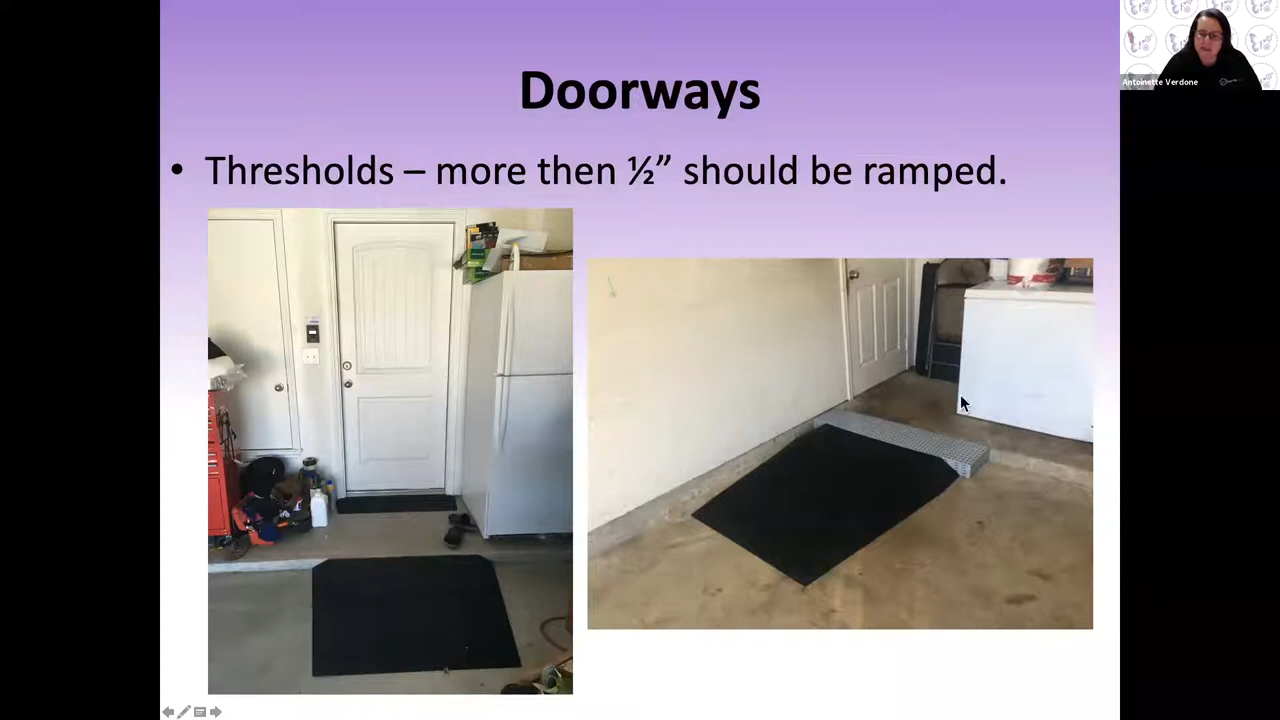 Doorways
• Thresholds – more then ½” should be ramped.
Antoinette Verdone